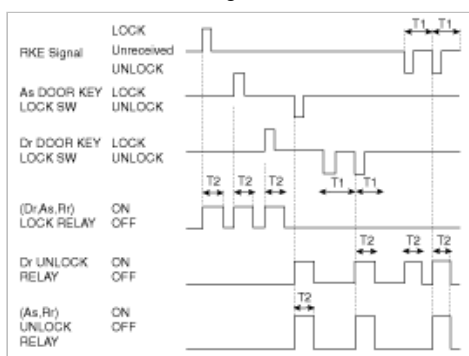 LOCK
RKE Signal Unreceived
UNLOCK
T1 T1
As DOOR KEY LOCK
LOCK SW UNLOCK
Dr DOOR KEY LOCK
LOCK SW UNLOCK
T2 T2 T2 T1 T1
(Dr,As,Rr) ON
LOCK RELAY OFF
T2 T2 T2
Dr UNLOCK ON
RELAY OFF
T2
(As,Rr) ON
UNLOCK OFF
RELAY